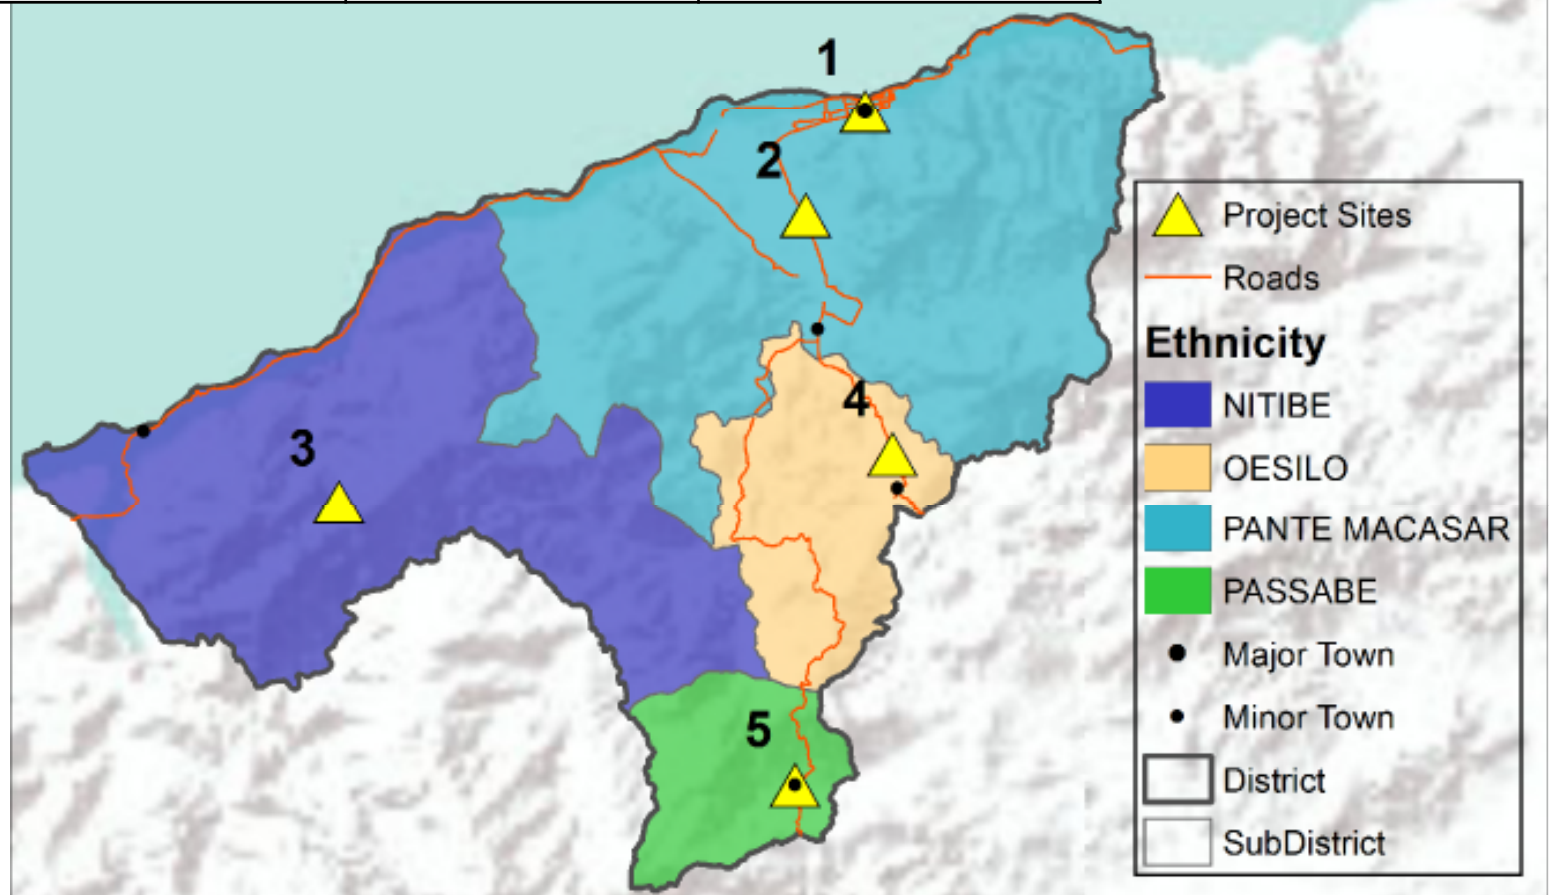 1
2
3
4
5
Project Sites
Roads
Ethnicity
NITIBE
OESILO
PANTE MACASAR
PASSABE
Major Town
Minor Town
District
SubDistrict